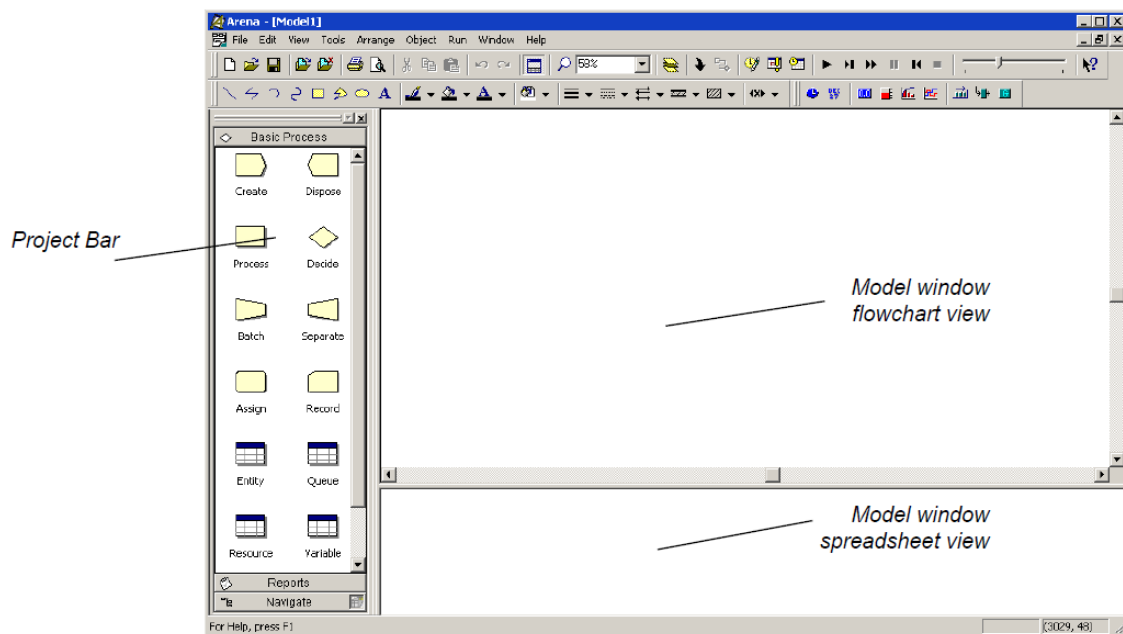 Arena - [Model1]
File Edit View Tools Arrange Object Run Window Help
58%
A A
Basic Process
Create Dispose
Project Bar
Process Decide
Model window
flowchart view
Batch Separate
Assign Record
Entity Queue
Model window
spreadsheet view
Resource Variable
Reports
Navigate
For Help, press F1
(3029, 48)